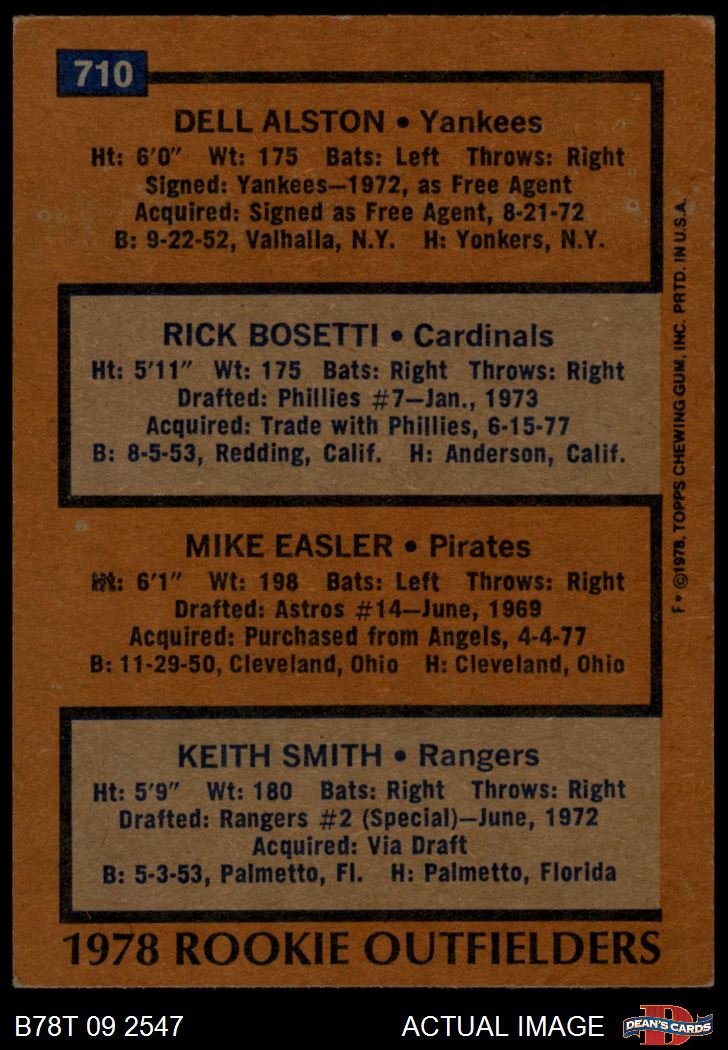 710
DELL ALSTON • Yankees
Ht: 6'0" Wt: 175 Bats: Left Throws: Right
Signed: Yankees—1972, as Free Agent
Acquired: Signed as Free Agent, 8-21-72
B: 9-22-52, Valhalla, N.Y. H: Yonkers, N.Y.
RICK BOSETTI • Cardinals
Ht: 5'11" Wt: 175 Bats: Right Throws: Right
Drafted: Phillies #7—Jan., 1973
Acquired: Trade with Phillies, 6-15-77
B: 8-5-53, Redding, Calif. H: Anderson, Calif.
MIKE EASLER • Pirates
Ht: 6'1" Wt: 198 Bats: Left Throws: Right
Drafted: Astros #14—June, 1969
Acquired: Purchased from Angels, 4-4-77
B: 11-29-50, Cleveland, Ohio H: Cleveland, Ohio
KEITH SMITH • Rangers
Ht: 5'9" Wt: 180 Bats: Right Throws: Right
Drafted: Rangers #2 (Special)—June, 1972
Acquired: Via Draft
B: 5-3-53, Palmetto, Fl. H: Palmetto, Florida
1978 ROOKIE OUTFIELDERS
F* ©1978, TOPPS CHEWING GUM, INC. PRTD. IN U.S.A.
B78T 09 2547
ACTUAL IMAGE
D
DEAN'S CARDS